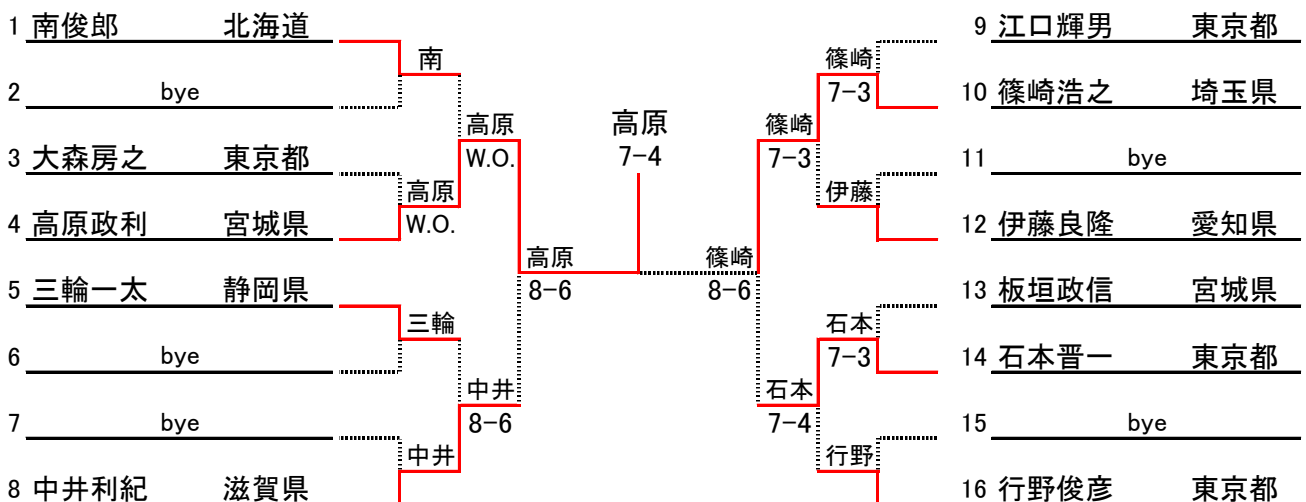 1 南俊郎 北海道
2 bye
3 大森房之 東京都
4 高原政利 宮城県
5 三輪一太 静岡県
6 bye
7 bye
8 中井利紀 滋賀県
南
高原
W.O.
三輪
中井
高原
W.O.
中井
8-6
高原
8-6
高原
7-4
篠崎
8-6
篠崎
7-3
石本
7-4
篠崎
7-3
伊藤
石本
7-3
行野
9 江口輝男 東京都
10 篠崎浩之 埼玉県
11 bye
12 伊藤良隆 愛知県
13 板垣政信 宮城県
14 石本晋一 東京都
15 bye
16 行野俊彦 東京都